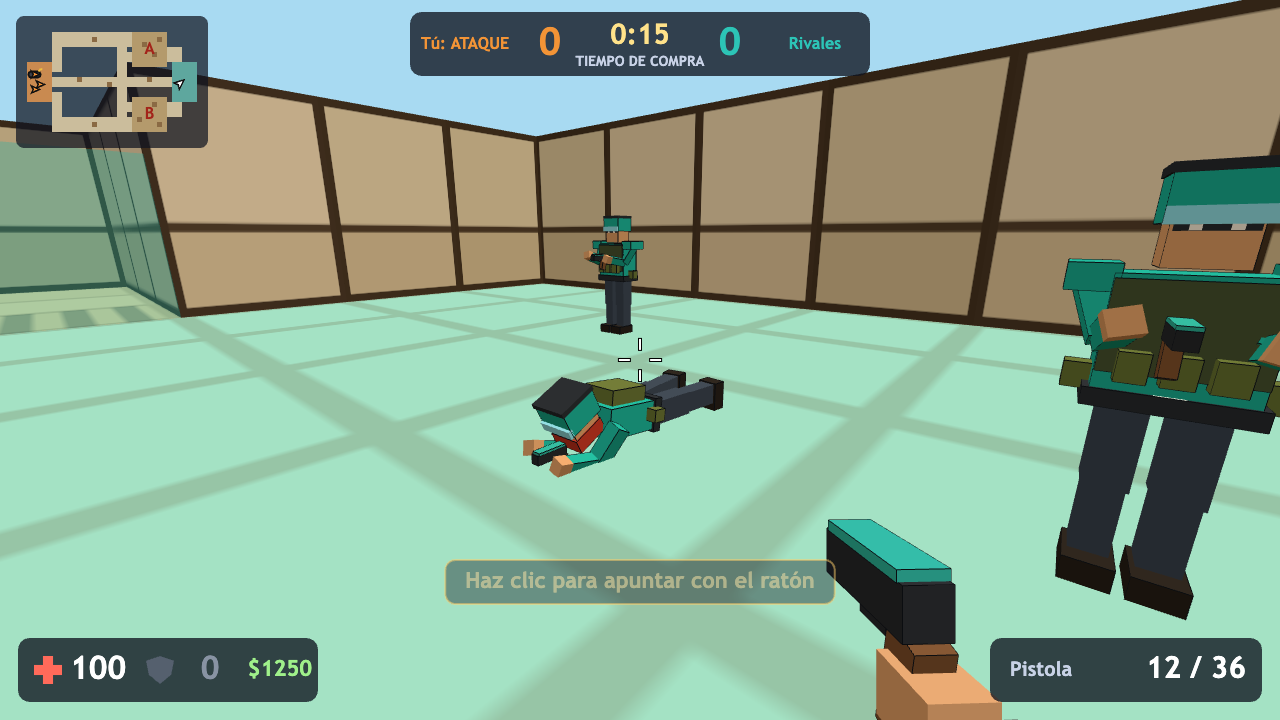 A
B
Tú: ATAQUE 0 0:15 0 Rivales
TIEMPO DE COMPRA
Haz clic para apuntar con el ratón
100 0 $1250
Pistola 12 / 36